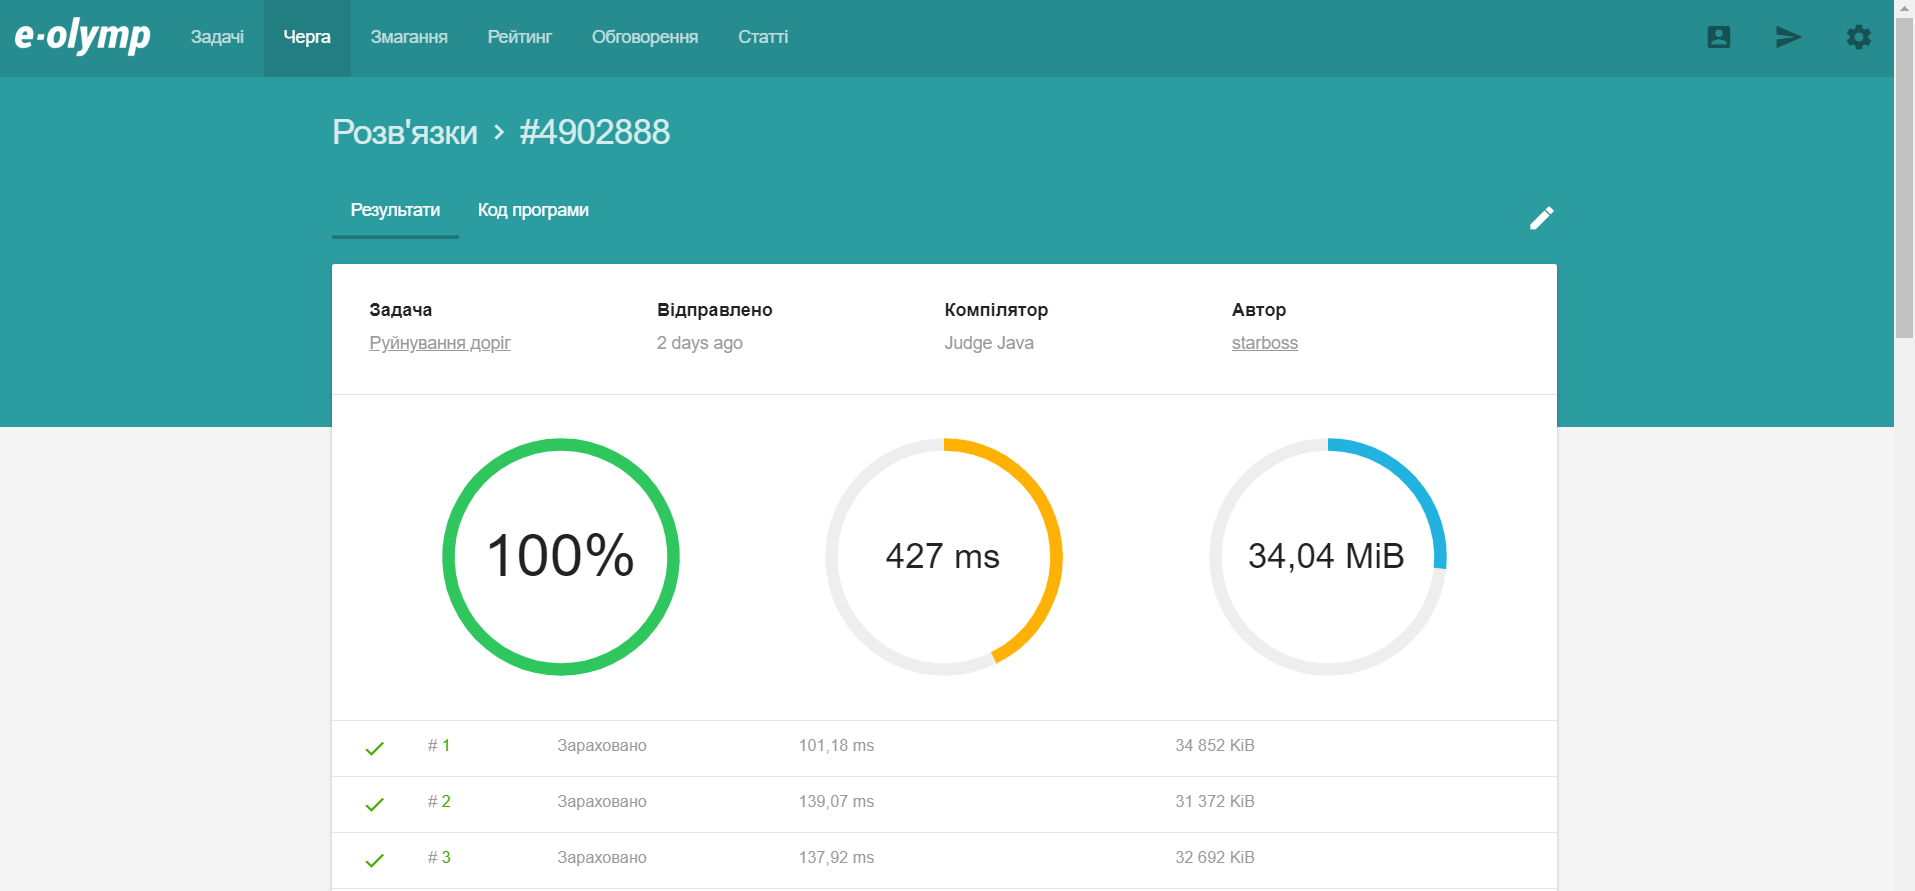 e-olymp Задачі Черга Змагання Рейтинг Обговорення Статті
Розв'язки > #4902888
Результати Код програми
Задача Відправлено Компілятор Автор
Руйнування доріг 2 days ago Judge Java starboss
100% 427 ms 34,04 MiB
# 1 Зараховано 101,18 ms 34 852 KiB
# 2 Зараховано 139,07 ms 31 372 KiB
# 3 Зараховано 137,92 ms 32 692 KiB